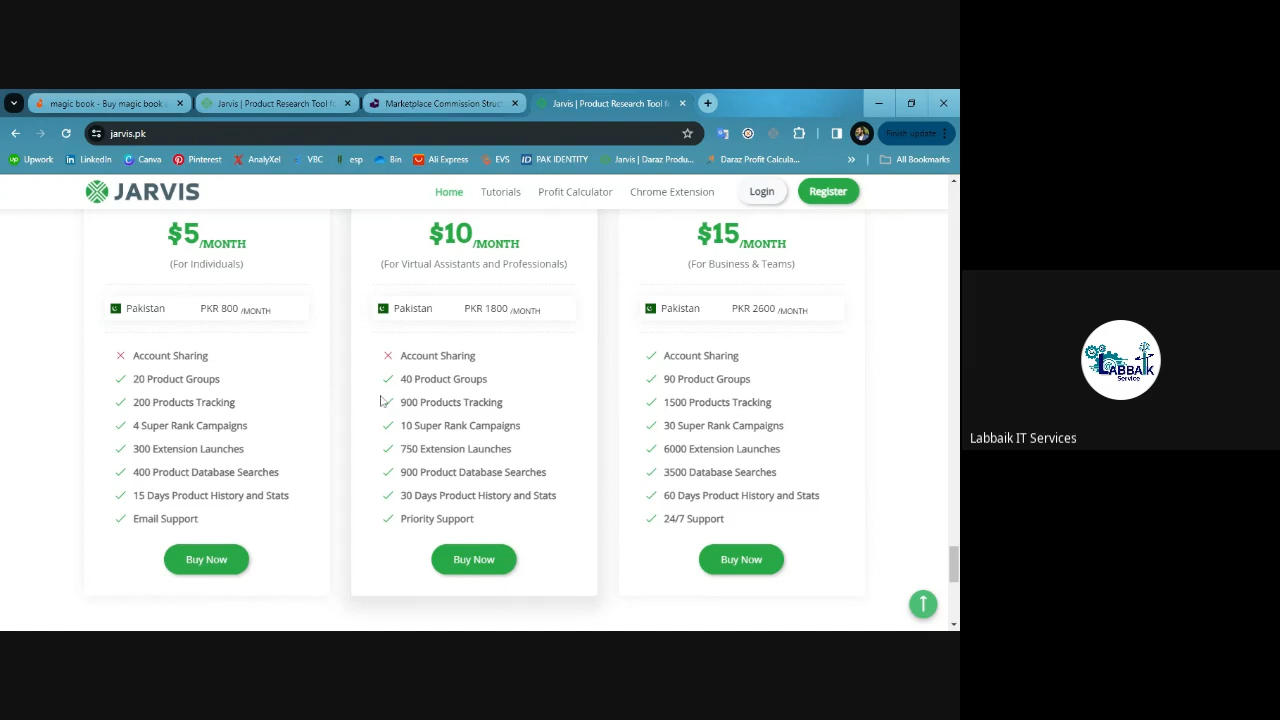 magic book - Buy magic book
Jarvis | Product Research Tool f
Marketplace Commission Struc
Jarvis | Product Research Tool f
jarvis.pk
Finish update
Upwork
LinkedIn
Canva
Pinterest
AnalyXel
VBC
esp
Bin
Ali Express
EVS
PAK IDENTITY
Jarvis | Daraz Produ...
Daraz Profit Calcula...
All Bookmarks
JARVIS
Home
Tutorials
Profit Calculator
Chrome Extension
Login
Register
$5/MONTH
(For Individuals)
Pakistan PKR 800 /MONTH
Account Sharing
20 Product Groups
200 Products Tracking
4 Super Rank Campaigns
300 Extension Launches
400 Product Database Searches
15 Days Product History and Stats
Email Support
Buy Now
$10/MONTH
(For Virtual Assistants and Professionals)
Pakistan PKR 1800 /MONTH
Account Sharing
40 Product Groups
900 Products Tracking
10 Super Rank Campaigns
750 Extension Launches
900 Product Database Searches
30 Days Product History and Stats
Priority Support
Buy Now
$15/MONTH
(For Business & Teams)
Pakistan PKR 2600 /MONTH
Account Sharing
90 Product Groups
1500 Products Tracking
30 Super Rank Campaigns
6000 Extension Launches
3500 Database Searches
60 Days Product History and Stats
24/7 Support
Buy Now
LABBAIK
Service
Labbaik IT Services